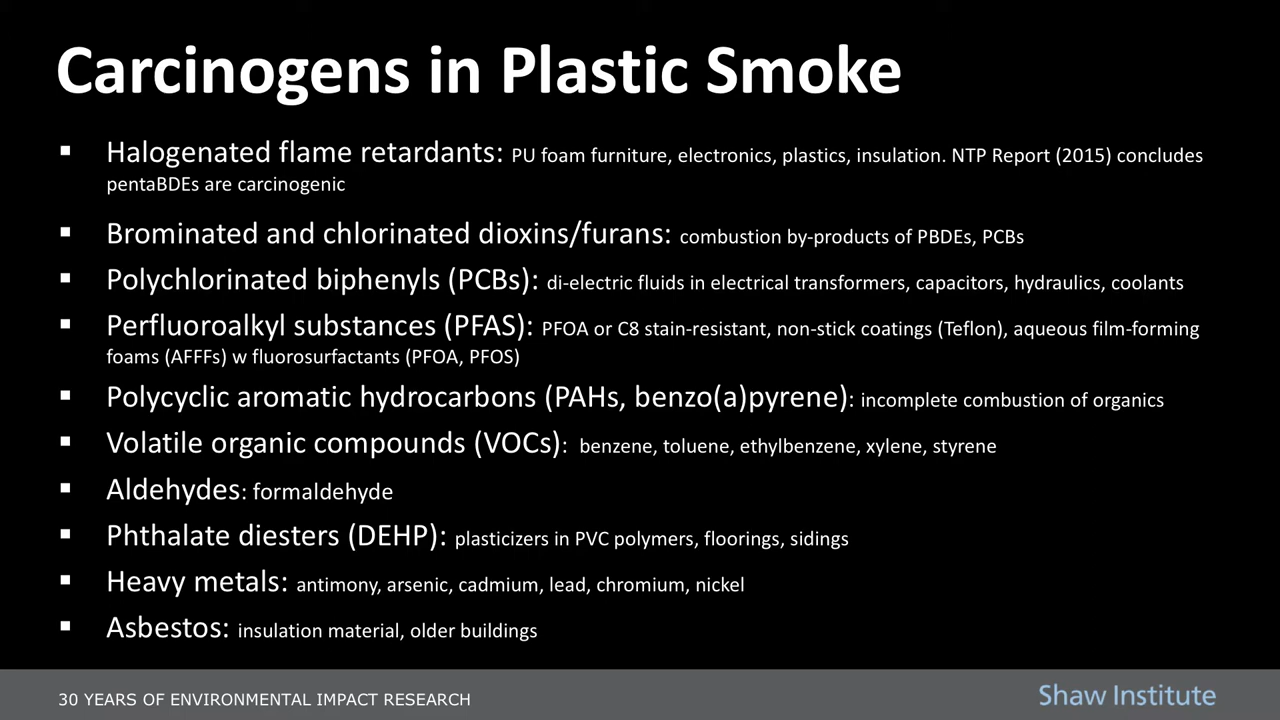 Carcinogens in Plastic Smoke
▪ Halogenated flame retardants: PU foam furniture, electronics, plastics, insulation. NTP Report (2015) concludes
pentaBDEs are carcinogenic
▪ Brominated and chlorinated dioxins/furans: combustion by-products of PBDEs, PCBs
▪ Polychlorinated biphenyls (PCBs): di-electric fluids in electrical transformers, capacitors, hydraulics, coolants
▪ Perfluoroalkyl substances (PFAS): PFOA or C8 stain-resistant, non-stick coatings (Teflon), aqueous film-forming
foams (AFFFs) w fluorosurfactants (PFOA, PFOS)
▪ Polycyclic aromatic hydrocarbons (PAHs, benzo(a)pyrene): incomplete combustion of organics
▪ Volatile organic compounds (VOCs): benzene, toluene, ethylbenzene, xylene, styrene
▪ Aldehydes: formaldehyde
▪ Phthalate diesters (DEHP): plasticizers in PVC polymers, floorings, sidings
▪ Heavy metals: antimony, arsenic, cadmium, lead, chromium, nickel
▪ Asbestos: insulation material, older buildings
30 YEARS OF ENVIRONMENTAL IMPACT RESEARCH
Shaw Institute